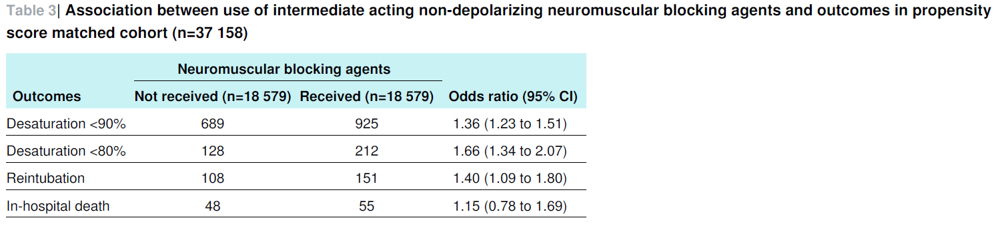 Table 3| Association between use of intermediate acting non-depolarizing neuromuscular blocking agents and outcomes in propensity
score matched cohort (n=37 158)
Neuromuscular blocking agents
Outcomes Not received (n=18 579) Received (n=18 579) Odds ratio (95% CI)
Desaturation <90% 689 925 1.36 (1.23 to 1.51)
Desaturation <80% 128 212 1.66 (1.34 to 2.07)
Reintubation 108 151 1.40 (1.09 to 1.80)
In-hospital death 48 55 1.15 (0.78 to 1.69)